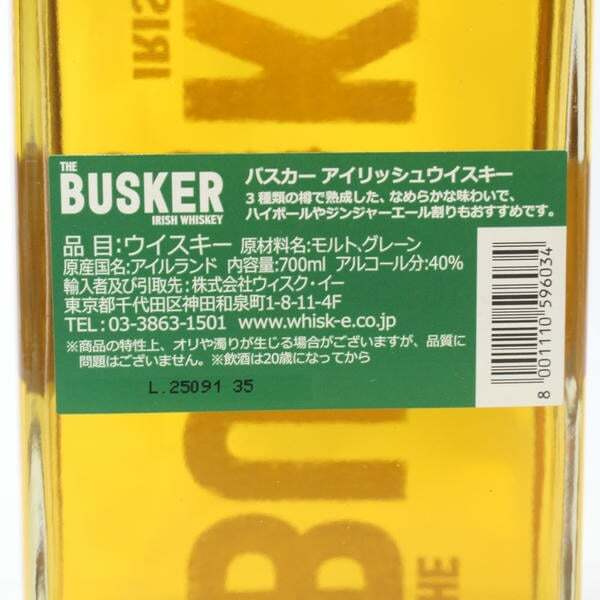 IRISH
K
THE
BUSKER
IRISH WHISKEY
バスカー アイリッシュウイスキー
3種類の樽で熟成した、なめらかな味わいで、
ハイボールやジンジャーエール割りもおすすめです。
品 目:ウイスキー 原材料名:モルト、グレーン
原産国名:アイルランド 内容量:700ml アルコール分:40%
輸入者及び引取先:株式会社ウィスク・イー
東京都千代田区神田和泉町1-8-11-4F
TEL:03-3863-1501 www.whisk-e.co.jp
※商品の特性上、オリや濁りが生じる場合がございますが、品質に
問題はございません。※飲酒は20歳になってから
L.25091 35
8 001110 596034
BU
THE